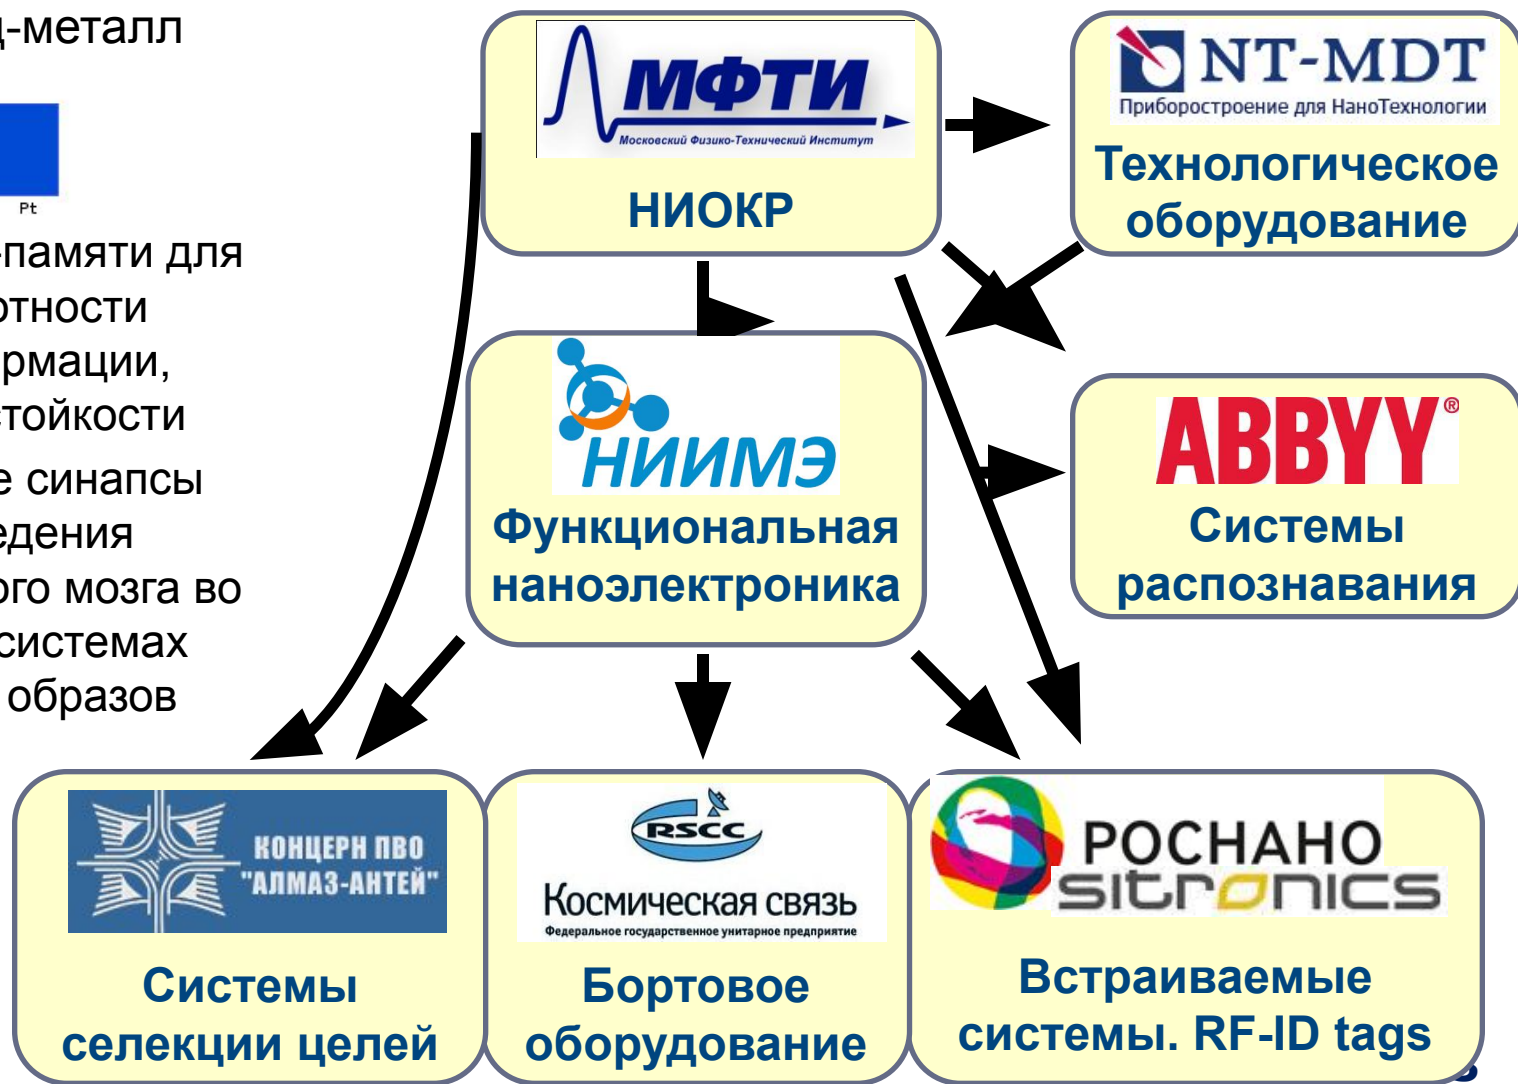 д-металл
Pt
-памяти для
отности
ормации,
стойкости
е синапсы
едения
ого мозга во
системах
образов
МФТИ
Московский Физико-Технический Институт
НИОКР
NT-MDT
Приборостроение для НаноТехнологии
Технологическое
оборудование
НИИМЭ
Функциональная
наноэлектроника
ABBYY®
Системы
распознавания
КОНЦЕРН ПВО
"АЛМАЗ-АНТЕЙ"
Системы
селекции целей
RSCC
Космическая связь
Федеральное государственное унитарное предприятие
Бортовое
оборудование
РОСНАНО
sitronics
Встраиваемые
системы. RF-ID tags